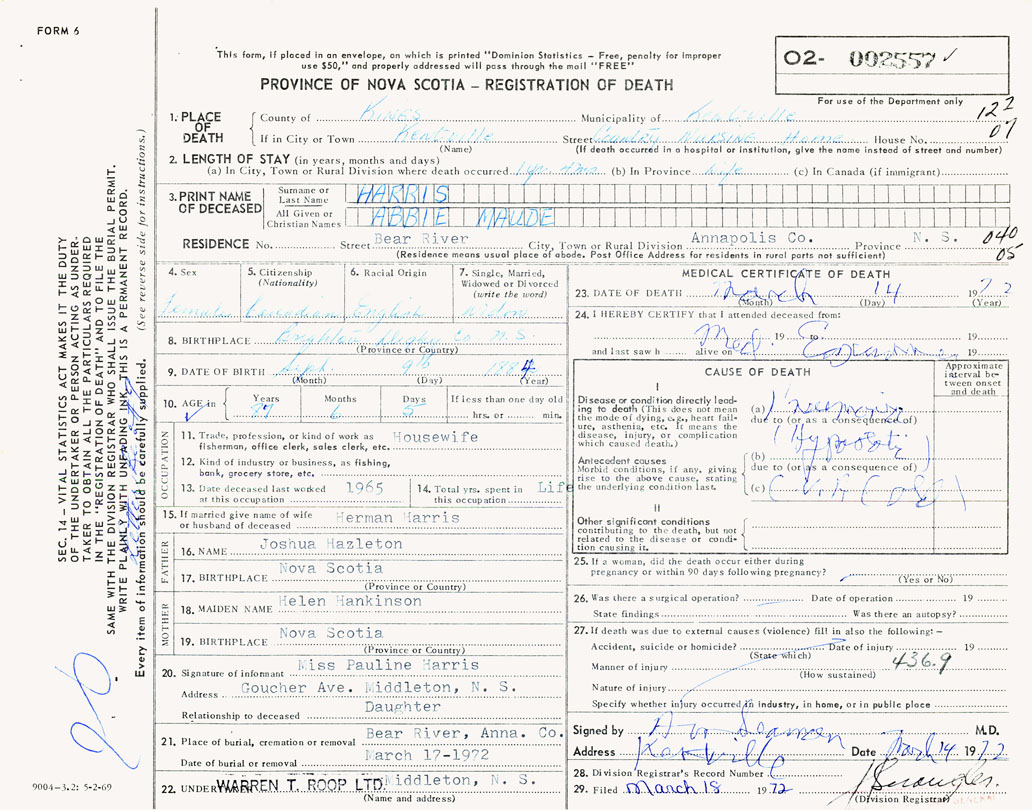 FORM 6
This form, if placed in an envelope, on which is printed "Dominion Statistics – Free, penalty for improper
use $50," and properly addressed will pass through the mail "FREE"
PROVINCE OF NOVA SCOTIA – REGISTRATION OF DEATH
O2- 002557
For use of the Department only
122
07
1. PLACE OF DEATH
County of Kings Municipality of Kentville
If in City or Town Kentville Street Country Nursing Home House No.
(Name) (If death occurred in a hospital or institution, give the name instead of street and number)
2. LENGTH OF STAY (in years, months and days)
(a) In City, Town or Rural Division where death occurred 1 yr. 4 ms (b) In Province Life (c) In Canada (if immigrant)
3. PRINT NAME OF DECEASED
Surname or Last Name HARRIS
All Given or Christian Names ABBIE MAUDE
RESIDENCE No. Street Bear River City, Town or Rural Division Annapolis Co. Province N. S.
(Residence means usual place of abode. Post Office Address for residents in rural parts not sufficient)
040
05
4. Sex
Female
5. Citizenship (Nationality)
Canadian
6. Racial Origin
English
7. Single, Married, Widowed or Divorced (write the word)
Widow
8. BIRTHPLACE Brighton Digby Co N.S.
(Province or Country)
9. DATE OF BIRTH Sept. 9th 1884
(Month) (Day) (Year)
10. AGE in Years Months Days If less than one day old
87 6 5 hrs. or min.
OCCUPATION
11. Trade, profession, or kind of work as Housewife
fisherman, office clerk, sales clerk, etc.
12. Kind of industry or business, as fishing,
bank, grocery store, etc.
13. Date deceased last worked at this occupation 1965
14. Total yrs. spent in this occupation Life
15. If married give name of wife or husband of deceased Herman Harris
FATHER
16. NAME Joshua Hazleton
17. BIRTHPLACE Nova Scotia
(Province or Country)
MOTHER
18. MAIDEN NAME Helen Hankinson
19. BIRTHPLACE Nova Scotia
(Province or Country)
20. Signature of informant Miss Pauline Harris
Address Goucher Ave. Middleton, N. S.
Relationship to deceased Daughter
21. Place of burial, cremation or removal Bear River, Anna. Co.
Date of burial or removal March 17-1972
22. UNDER WARREN T. ROOP LTD. Middleton, N. S.
(Name and address)
MEDICAL CERTIFICATE OF DEATH
23. DATE OF DEATH March 14 1972
(Month) (Day) (Year)
24. I HEREBY CERTIFY that I attended deceased from:
Med. 19
and last saw h alive on 19
CAUSE OF DEATH
Approximate interval between onset and death
I
Disease or condition directly leading to death (This does not mean
the mode of dying, e.g., heart failure, asthenia, etc. It means the
disease, injury, or complication
which caused death.)
(a)
due to (or as a consequence of)
Antecedent causes
Morbid conditions, if any, giving
rise to the above cause, stating
the underlying condition last.
(b)
due to (or as a consequence of)
(c)
II
Other significant conditions
contributing to the death, but not
related to the disease or condition causing it.
25. If a woman, did the death occur either during
pregnancy or within 90 days following pregnancy?
(Yes or No)
26. Was there a surgical operation? Date of operation 19
State findings Was there an autopsy?
27. If death was due to external causes (violence) fill in also the following: –
Accident, suicide or homicide? Date of injury 19
(State which)
Manner of injury 436.9
(How sustained)
Nature of injury
Specify whether injury occurred in industry, in home, or in public place
Signed by M.D.
Address Kentville Date March 14 1972
28. Division Registrar's Record Number
29. Filed March 18 1972
(Division Registrar)
SEC. 14 – VITAL STATISTICS ACT MAKES IT THE DUTY
OF THE UNDERTAKER OR PERSON ACTING AS UNDERTAKER
TO OBTAIN ALL THE PARTICULARS REQUIRED
IN THE "REGISTRATION OF DEATH" AND TO FILE THE
SAME WITH THE DIVISION REGISTRAR WHO SHALL ISSUE THE BURIAL PERMIT.
WRITE PLAINLY WITH UNFADING INK. THIS IS A PERMANENT RECORD.
Every item of information should be carefully supplied. (See reverse side for instructions.)
9004-3.2: 5-2-69